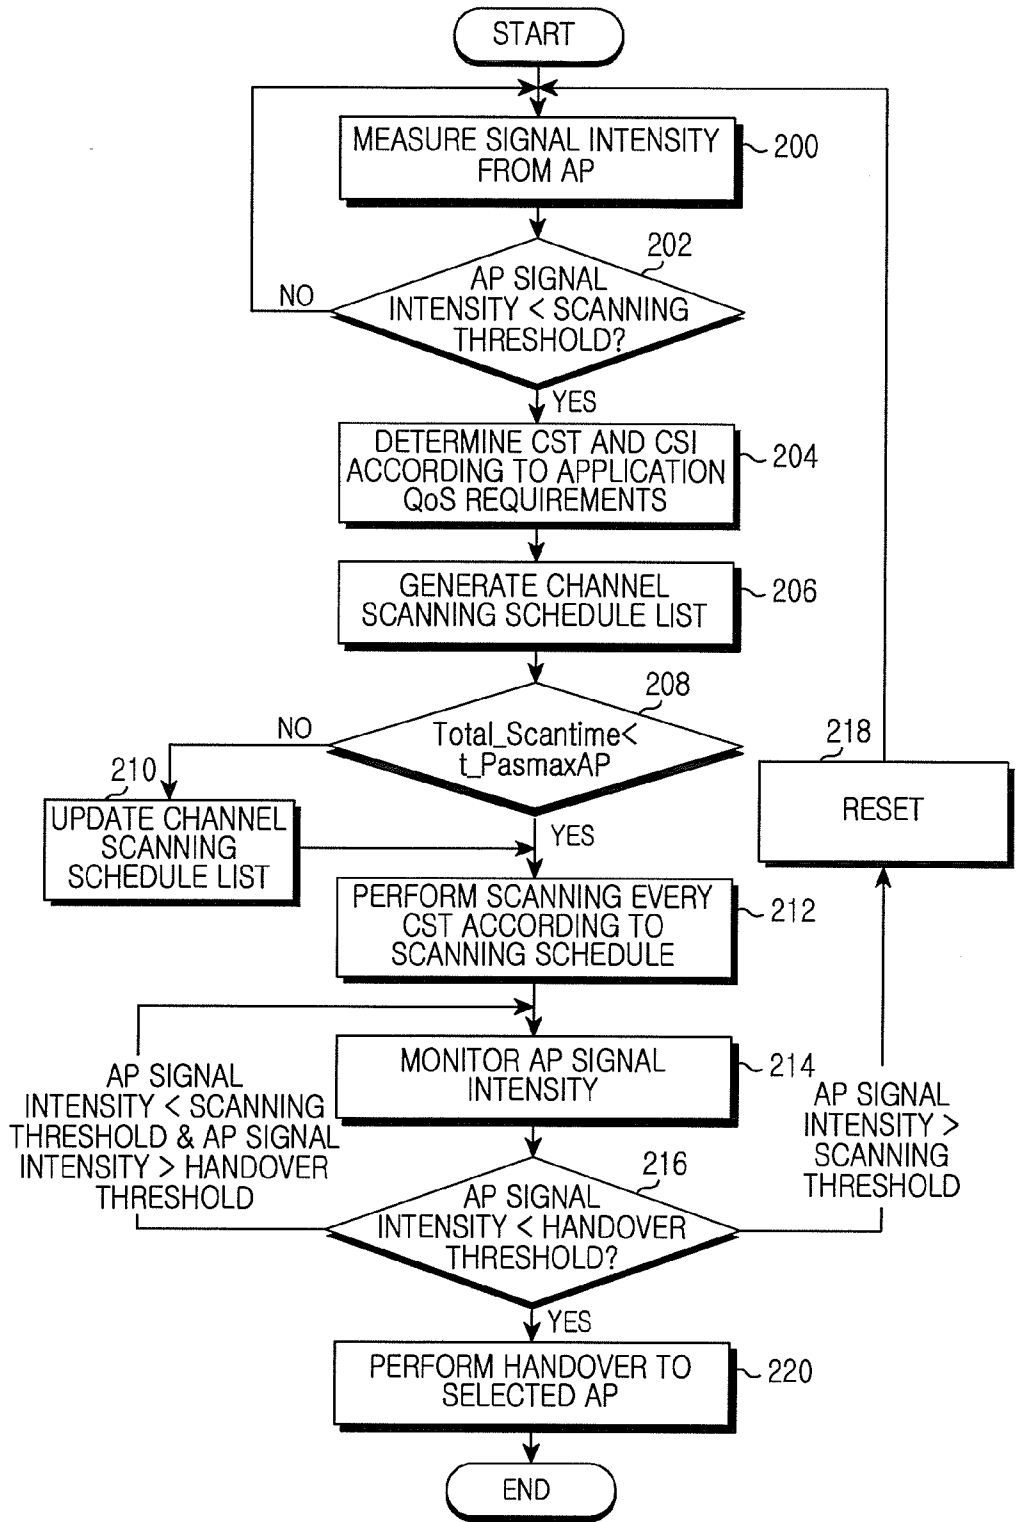 START
MEASURE SIGNAL INTENSITY
FROM AP
200
202
AP SIGNAL
INTENSITY < SCANNING
THRESHOLD?
NO
YES
DETERMINE CST AND CSI
ACCORDING TO APPLICATION
QoS REQUIREMENTS
204
GENERATE CHANNEL
SCANNING SCHEDULE LIST
206
208
Total_Scantime<
t_PasmaxAP
NO
YES
210
UPDATE CHANNEL
SCANNING
SCHEDULE LIST
218
RESET
PERFORM SCANNING EVERY
CST ACCORDING TO
SCANNING SCHEDULE
212
MONITOR AP SIGNAL
INTENSITY
214
AP SIGNAL
INTENSITY < SCANNING
THRESHOLD & AP SIGNAL
INTENSITY > HANDOVER
THRESHOLD
AP SIGNAL
INTENSITY >
SCANNING
THRESHOLD
216
AP SIGNAL
INTENSITY < HANDOVER
THRESHOLD?
YES
PERFORM HANDOVER TO
SELECTED AP
220
END